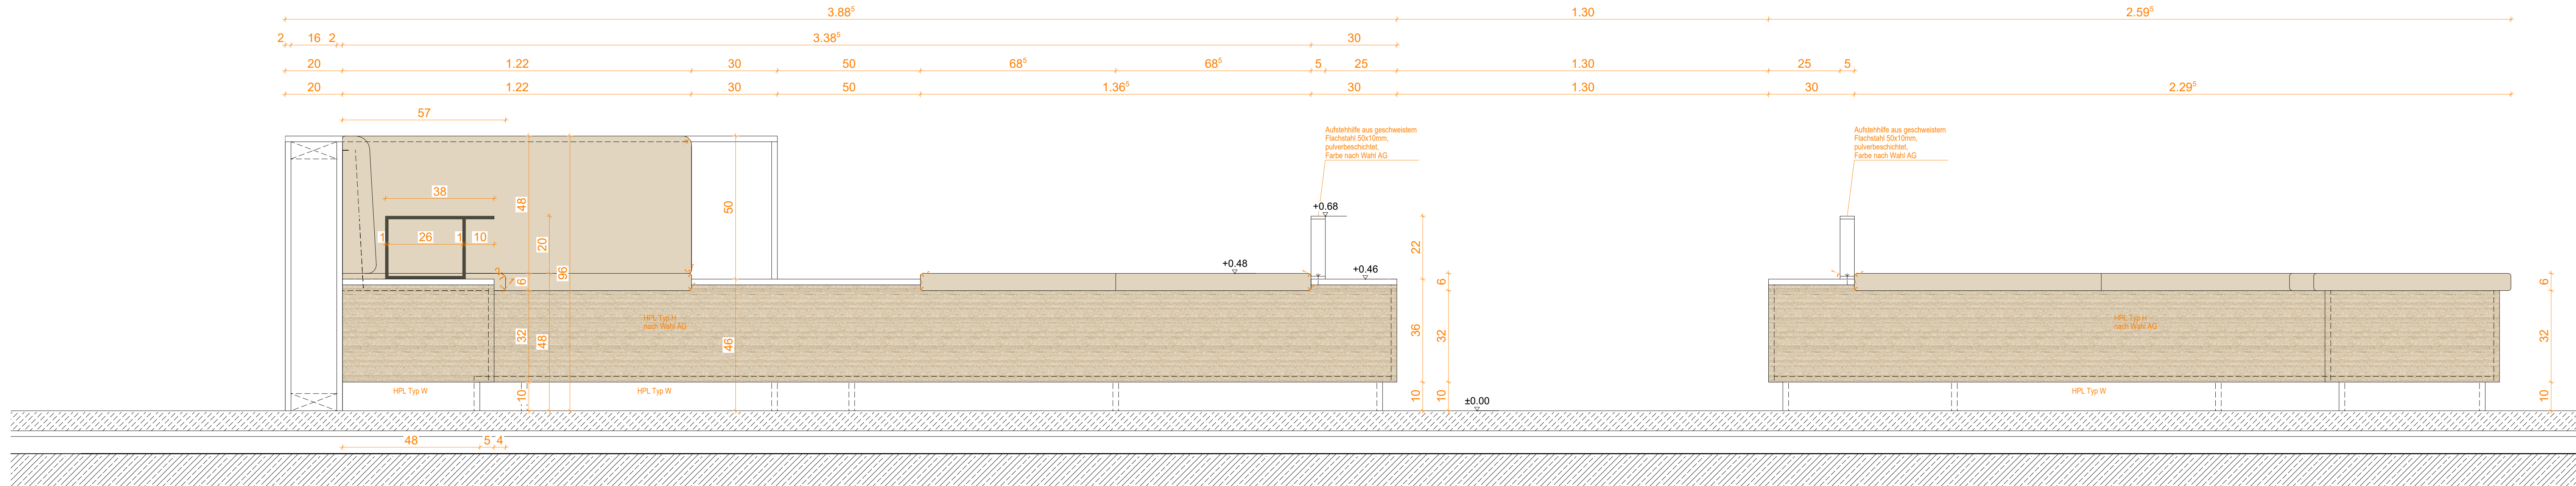 3.88⁵ 1.30 2.59⁵
2 16 2 3.38⁵ 30
20 1.22 30 50 68⁵ 68⁵ 5 25 1.30 25 5
20 1.22 30 50 1.36⁵ 30 1.30 30 2.29⁵
57
Aufstehhilfe aus geschweistem
Flachstahl 50x10mm,
pulverbeschichtet,
Farbe nach Wahl AG
Aufstehhilfe aus geschweistem
Flachstahl 50x10mm,
pulverbeschichtet,
Farbe nach Wahl AG
38
48
50
+0.68
1 26 1 10
20
96
22
+0.48
+0.46
6
6
6
HPL Typ H
nach Wahl AG
HPL Typ H
nach Wahl AG
32
48
46
36
32
32
HPL Typ W
HPL Typ W
HPL Typ W
10
10
10
10
±0.00
48 5 4